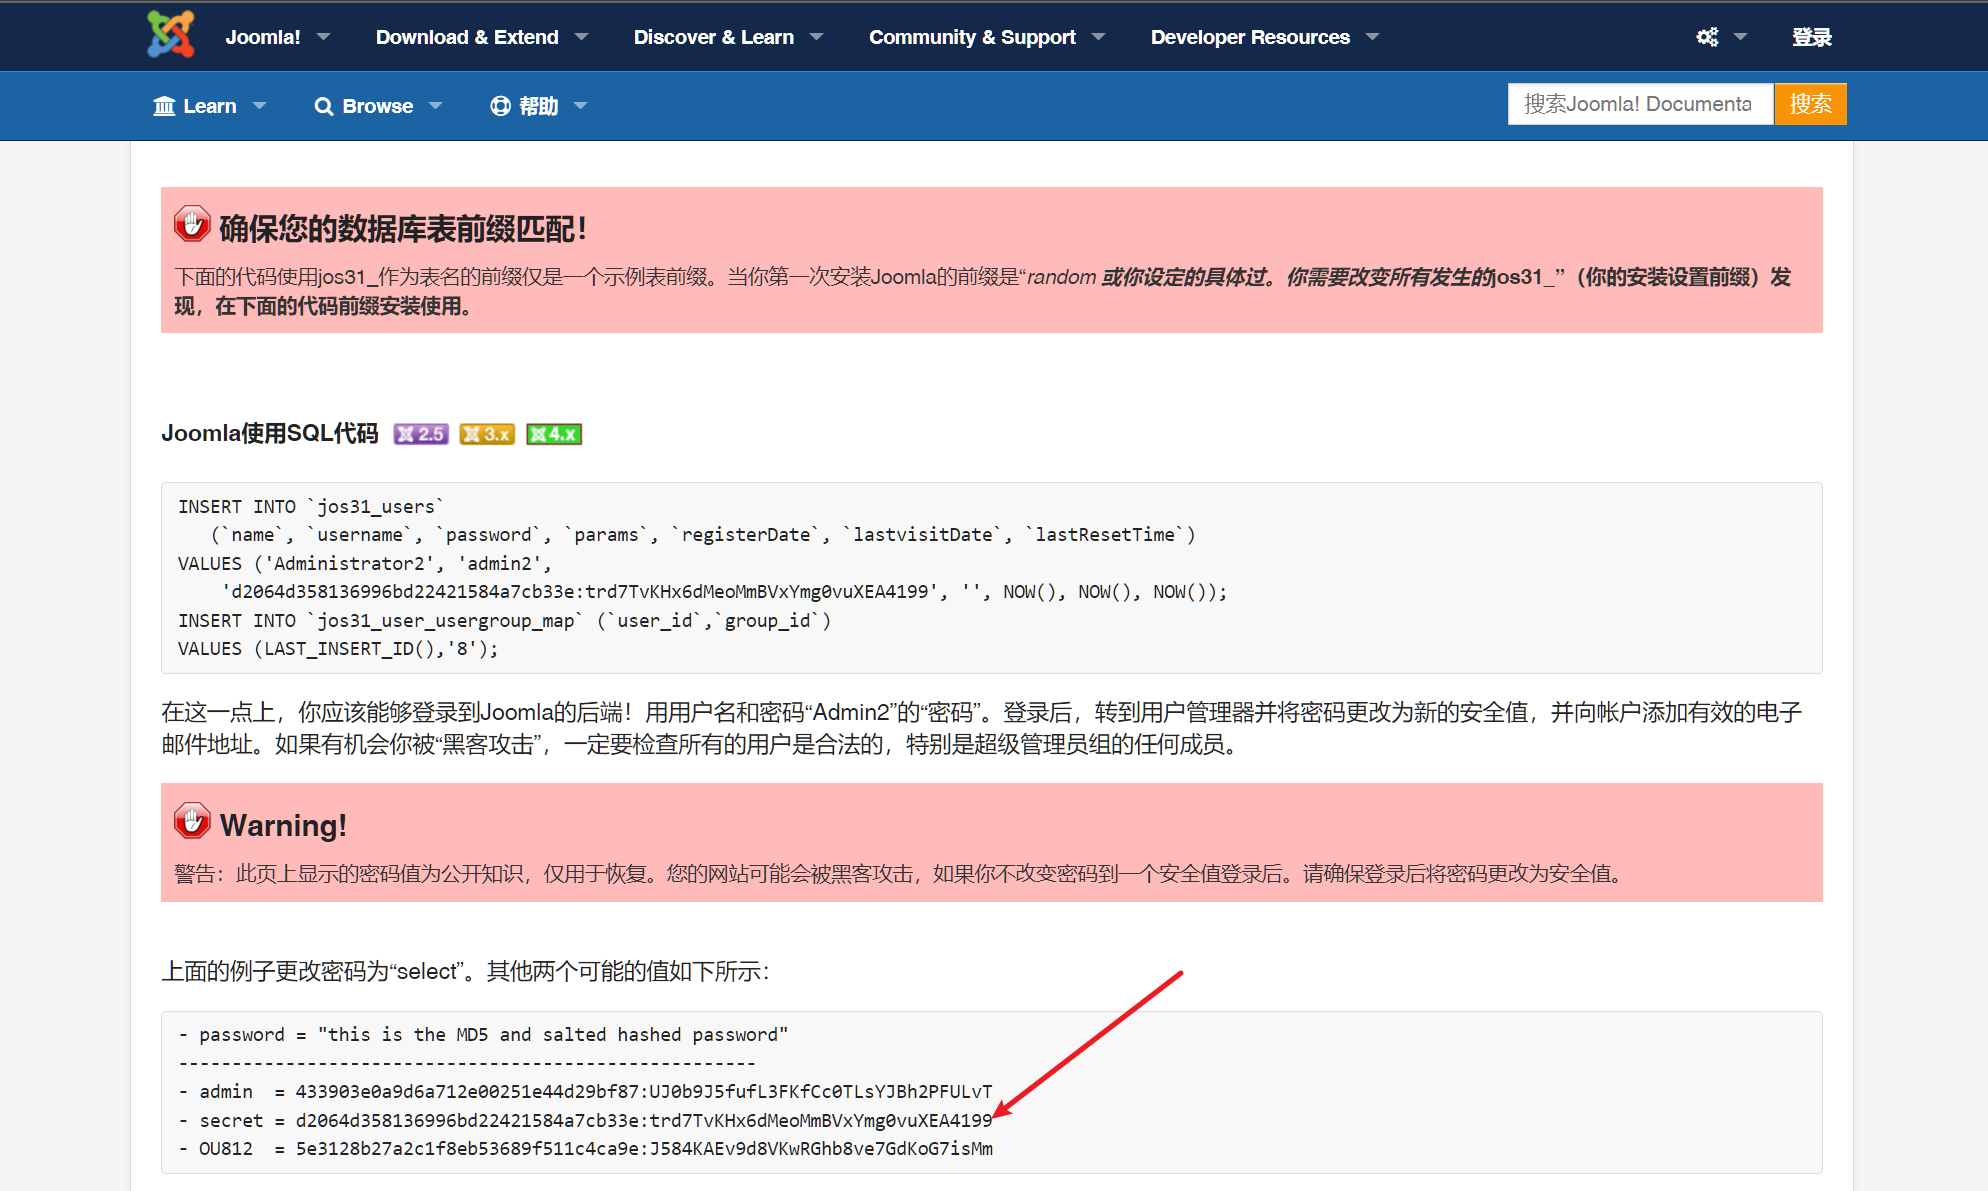 Joomla! Download & Extend Discover & Learn Community & Support Developer Resources 登录
Learn Browse 帮助 搜索Joomla! Documenta 搜索
确保您的数据库表前缀匹配！
下面的代码使用jos31_作为表名的前缀仅是一个示例表前缀。当你第一次安装Joomla的前缀是“random 或你设定的具体过。你需要改变所有发生的jos31_”（你的安装设置前缀）发
现，在下面的代码前缀安装使用。
Joomla使用SQL代码 2.5 3.x 4.x
INSERT INTO `jos31_users`
(`name`, `username`, `password`, `params`, `registerDate`, `lastvisitDate`, `lastResetTime`)
VALUES ('Administrator2', 'admin2',
'd2064d358136996bd22421584a7cb33e:trd7TvKHx6dMeoMmBVxYmg0vuXEA4199', '', NOW(), NOW(), NOW());
INSERT INTO `jos31_user_usergroup_map` (`user_id`,`group_id`)
VALUES (LAST_INSERT_ID(),'8');
在这一点上，你应该能够登录到Joomla的后端！用用户名和密码“Admin2”的“密码”。登录后，转到用户管理器并将密码更改为新的安全值，并向帐户添加有效的电子
邮件地址。如果有机会你被“黑客攻击”，一定要检查所有的用户是合法的，特别是超级管理员组的任何成员。
Warning!
警告：此页上显示的密码值为公开知识，仅用于恢复。您的网站可能会被黑客攻击，如果你不改变密码到一个安全值登录后。请确保登录后将密码更改为安全值。
上面的例子更改密码为“select”。其他两个可能的值如下所示：
- password = "this is the MD5 and salted hashed password"
------------------------------------------------------
- admin  = 433903e0a9d6a712e00251e44d29bf87:UJ0b9J5fufL3FKfCc0TLsYJBh2PFULvT
- secret = d2064d358136996bd22421584a7cb33e:trd7TvKHx6dMeoMmBVxYmg0vuXEA4199
- OU812  = 5e3128b27a2c1f8eb53689f511c4ca9e:J584KAEv9d8VKwRGhb8ve7GdKoG7isMm